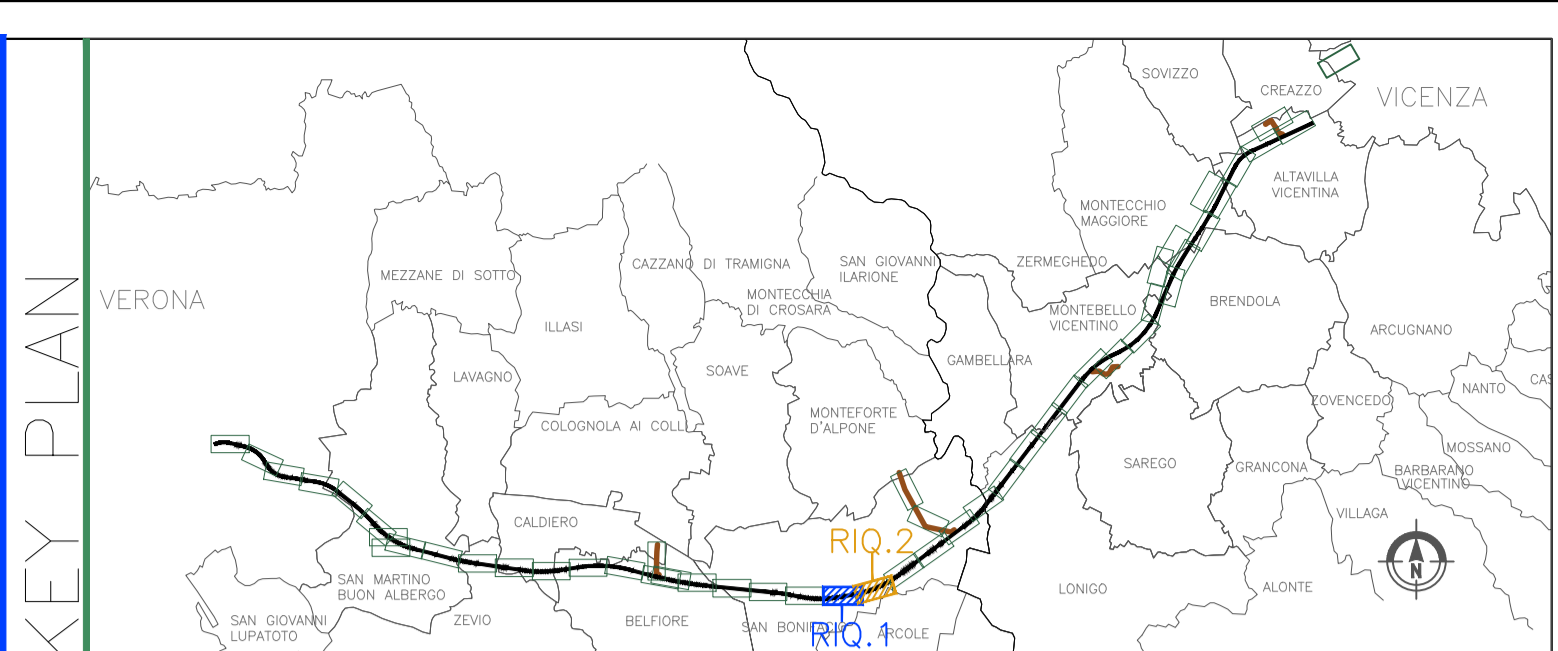 KEY PLAN
SOVIZZO
CREAZZO
VICENZA
ALTAVILLA
VICENTINA
MONTECCHIO
MAGGIORE
MEZZANE DI SOTTO
CAZZANO DI TRAMIGNA
SAN GIOVANNI
ILARIONE
ZERMEGHEDO
VERONA
MONTECCHIA
DI CROSARA
BRENDOLA
MONTEBELLO
VICENTINO
ILLASI
ARCUGNANO
GAMBELLARA
SOAVE
LAVAGNO
NANTO
ZOVENCEDO
MONTEFORTE
D'ALPONE
COLOGNOLA AI COLLI
MOSSANO
SAREGO
GRANCONA
BARBARANO
VICENTINO
VILLAGA
CALDIERO
RIQ.2
N
SAN MARTINO
BUON ALBERGO
LONIGO
ALONTE
SAN GIOVANNI
LUPATOTO
ZEVIO
BELFIORE
SAN BONIFACIO
RIQ.1
ARCOLE